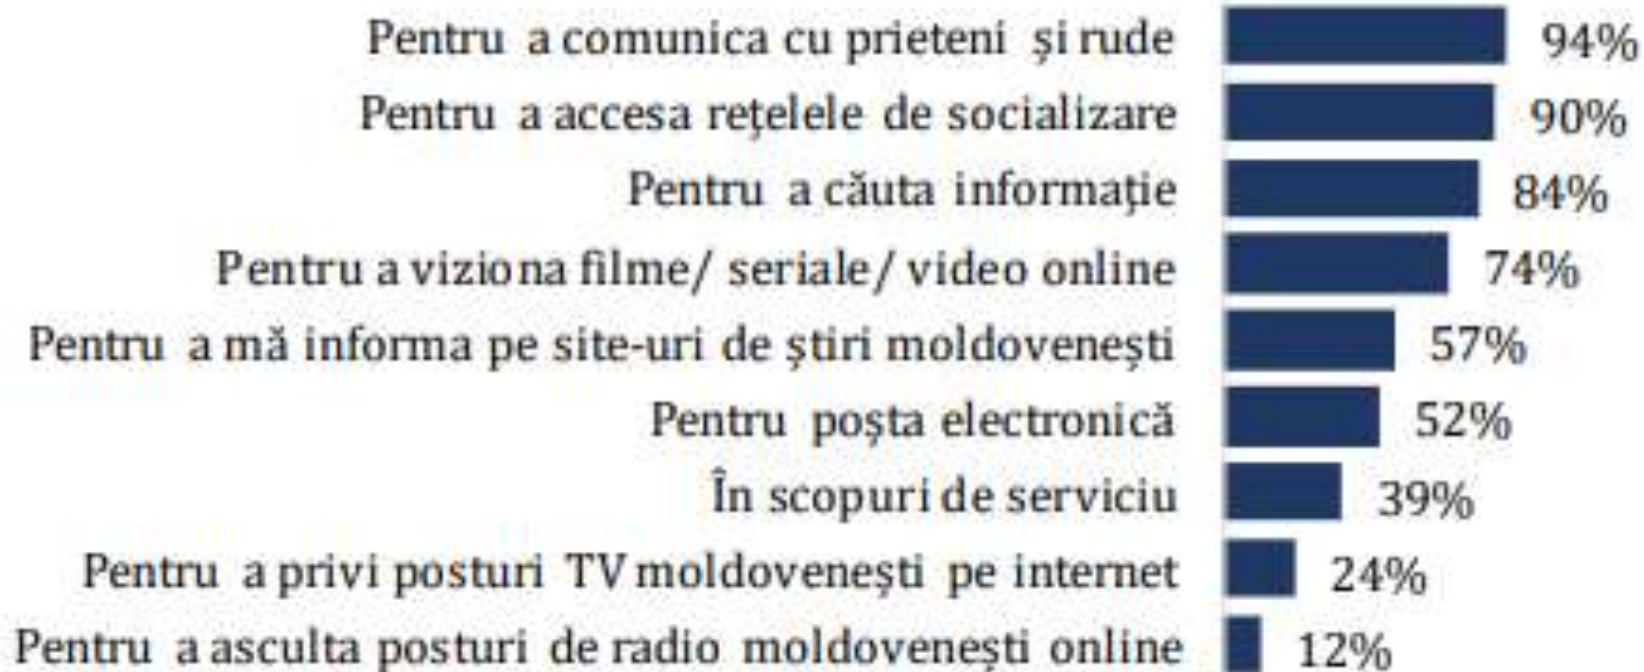 Pentru a comunica cu prieteni și rude 94%
Pentru a accesa rețelele de socializare 90%
Pentru a căuta informație 84%
Pentru a viziona filme/ seriale/ video online 74%
Pentru a mă informa pe site-uri de știri moldovenești 57%
Pentru poșta electronică 52%
În scopuri de serviciu 39%
Pentru a privi posturi TV moldovenești pe internet 24%
Pentru a asculta posturi de radio moldovenești online 12%